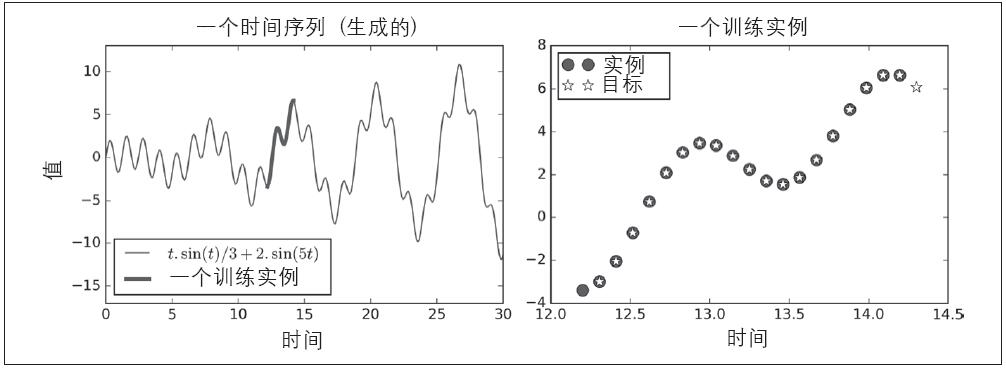 一个时间序列 (生成的)
值
10
5
0
−5
−10
−15
t.sin(t)/3 + 2.sin(5t)
一个训练实例
0 5 10 15 20 25 30
时间
一个训练实例
8
6
4
2
0
−2
−4
实例
目标
12.0 12.5 13.0 13.5 14.0 14.5
时间